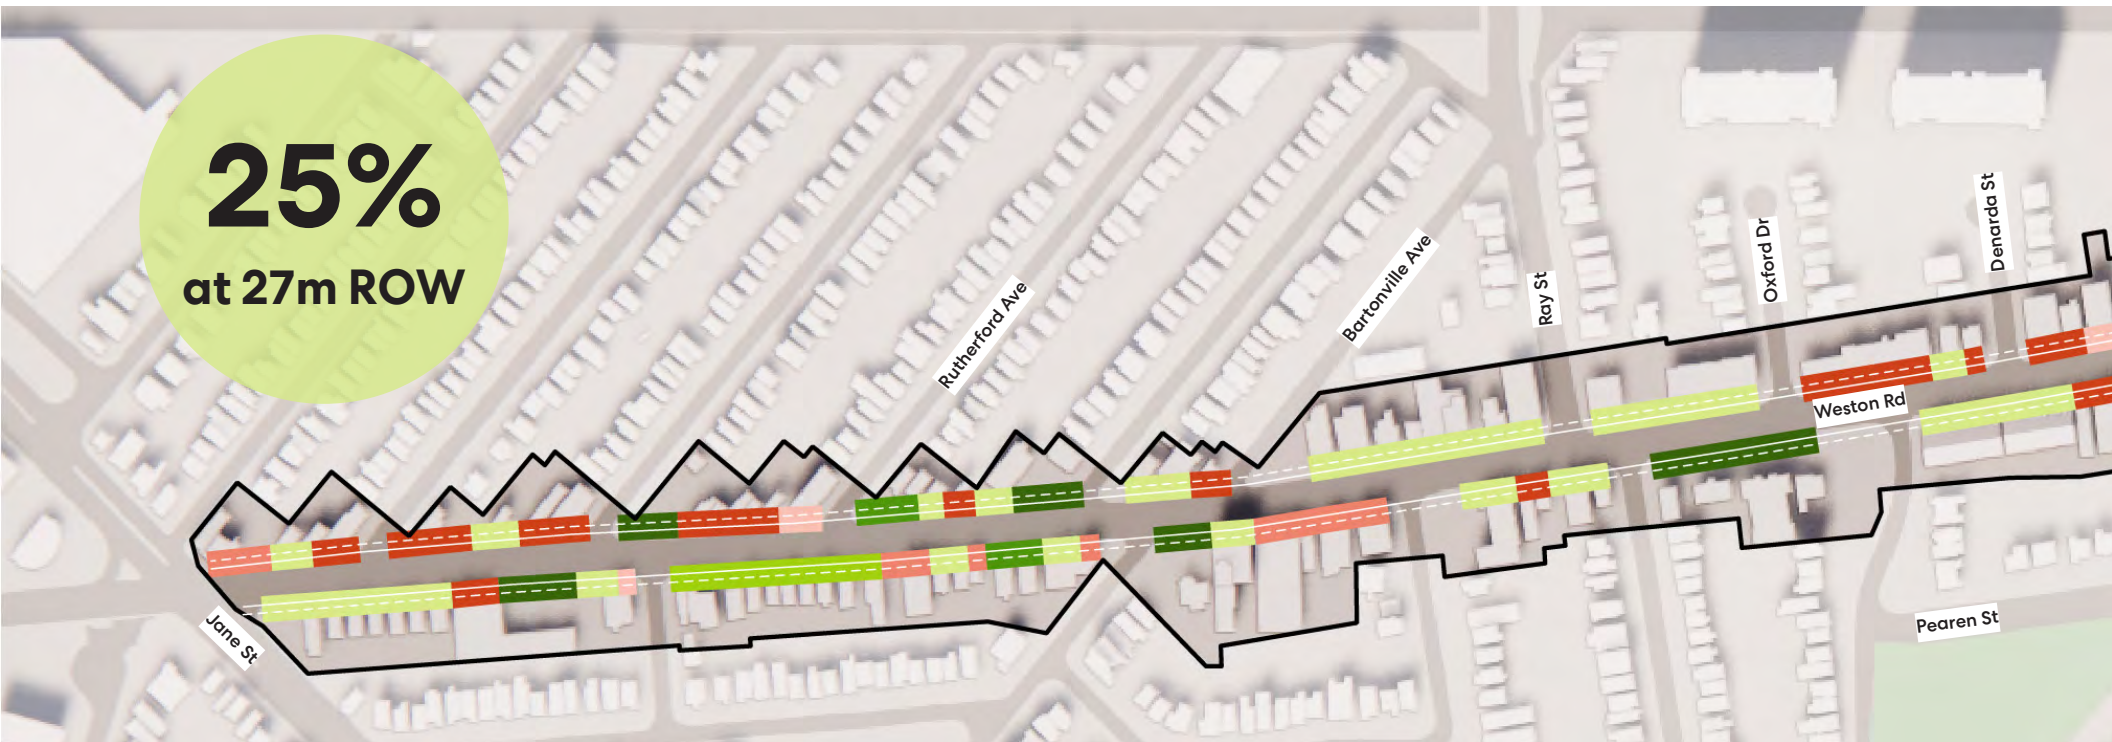 25%
at 27m ROW
Rutherford Ave
Bartonville Ave
Ray St
Oxford Dr
Denarda St
Weston Rd
Jane St
Pearen St